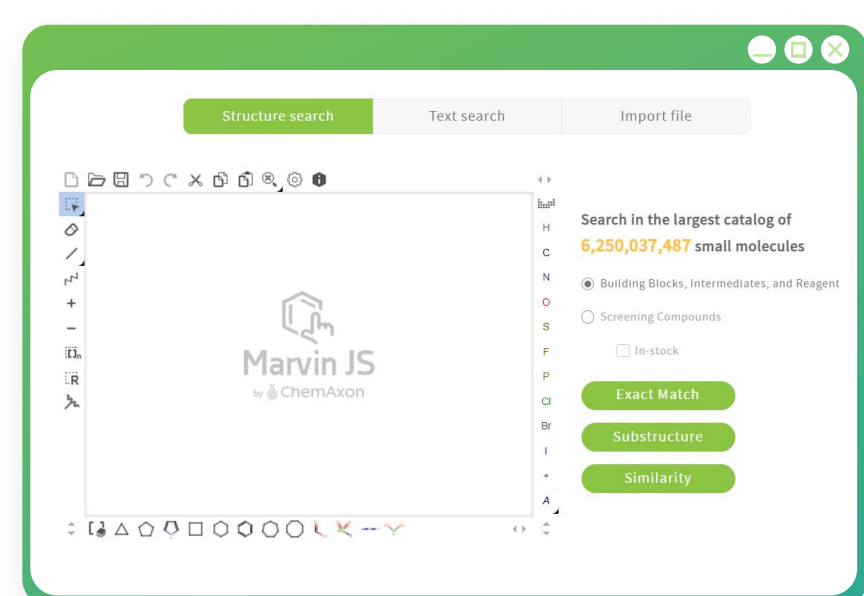 Structure search
Text search
Import file
H
C
N
O
S
F
P
Cl
Br
I
*
A
[]n
R
Marvin JS
by ChemAxon
Search in the largest catalog of
6,250,037,487 small molecules
Building Blocks, Intermediates, and Reagent
Screening Compounds
In-stock
Exact Match
Substructure
Similarity